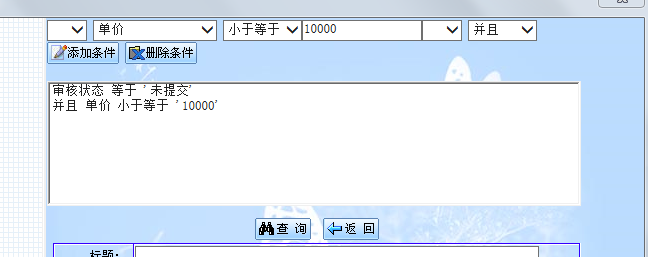 单价 小于等于 10000 并且
添加条件 删除条件
审核状态 等于 '未提交'
并且 单价 小于等于 '10000'
查 询 返 回
标题: